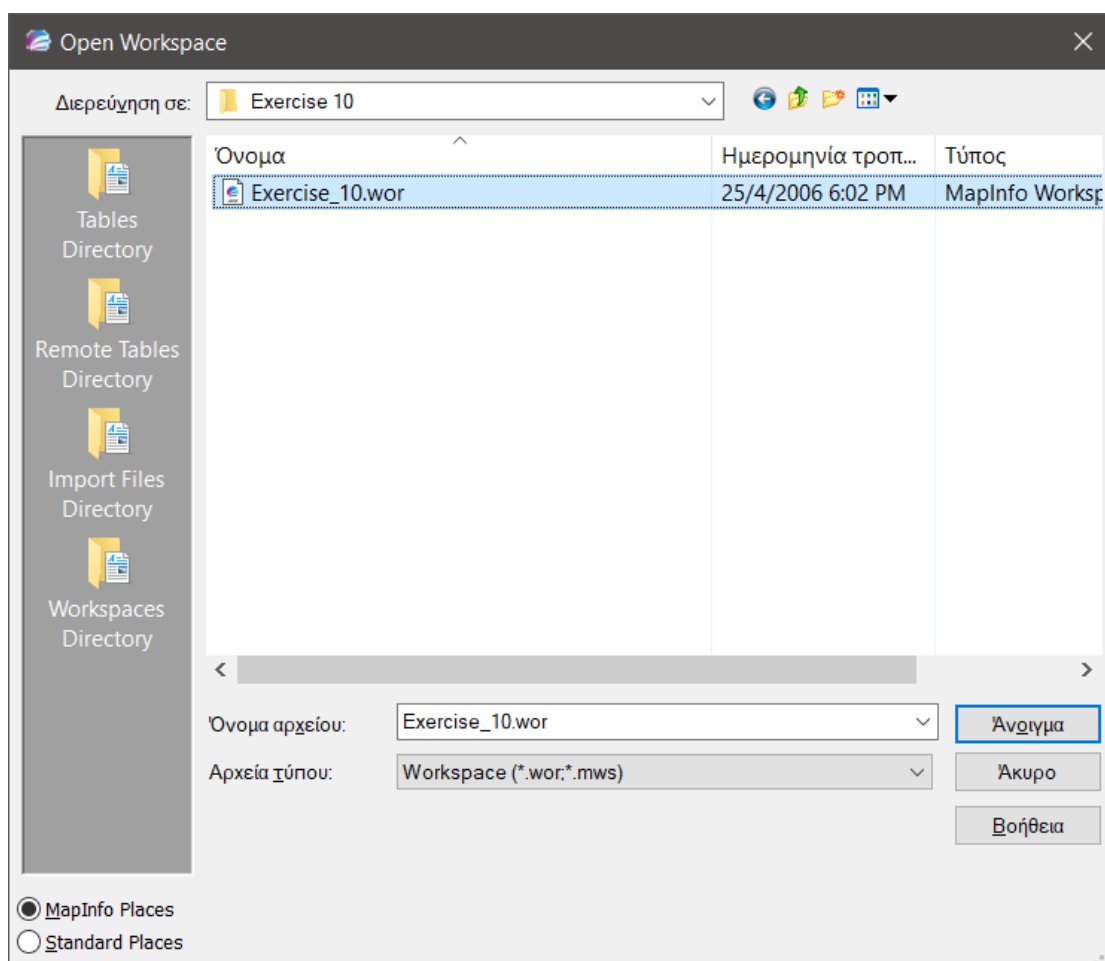 Open Workspace
Διερεύνηση σε: Exercise 10
Όνομα Ημερομηνία τροπ... Τύπος
Exercise_10.wor 25/4/2006 6:02 PM MapInfo Worksp
Tables
Directory
Remote Tables
Directory
Import Files
Directory
Workspaces
Directory
Όνομα αρχείου: Exercise_10.wor Άνοιγμα
Αρχεία τύπου: Workspace (*.wor;*.mws) Άκυρο
Βοήθεια
MapInfo Places
Standard Places